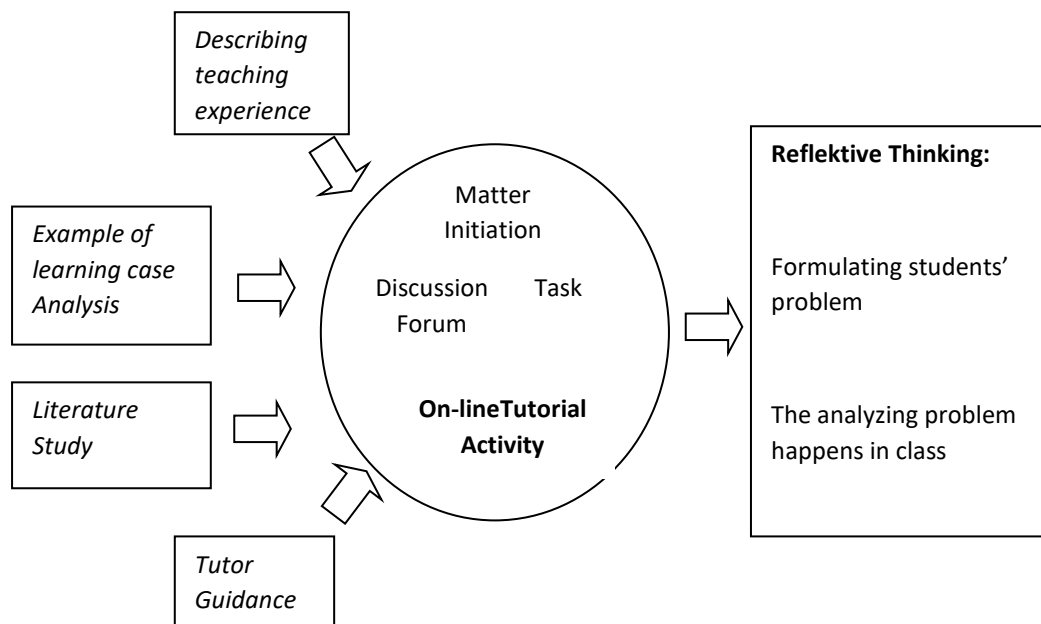 Describing
teaching
experience
Example of
learning case
Analysis
Literature
Study
Tutor
Guidance
Matter
Initiation
Discussion
Forum
Task
On-lineTutorial
Activity
Reflektive Thinking:
Formulating students’
problem
The analyzing problem
happens in class